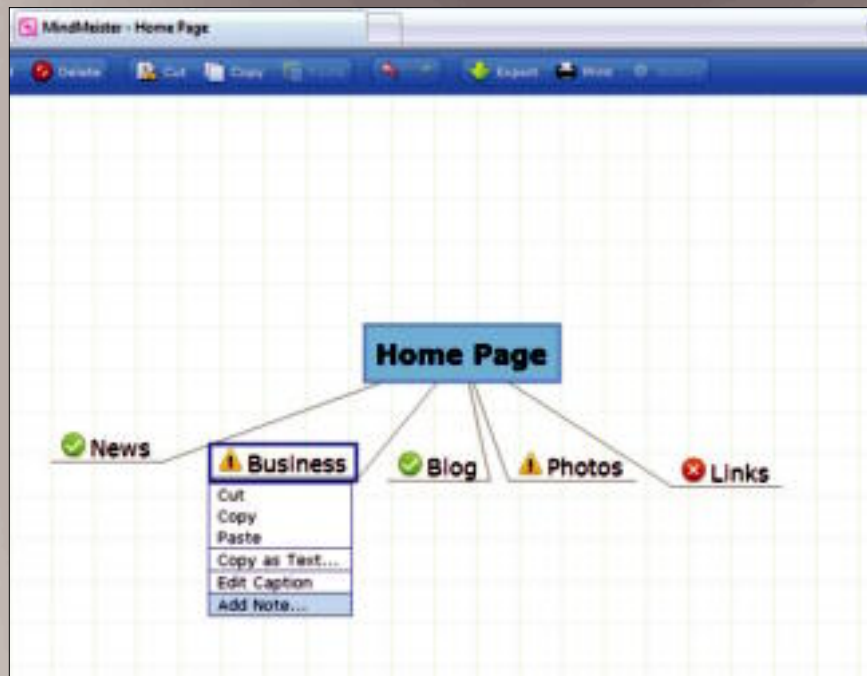 MindMeister - Home Page
Delete Cut Copy Export Print
Home Page
News
Business
Blog
Photos
Links
Cut
Copy
Paste
Copy as Text...
Edit Caption
Add Note...